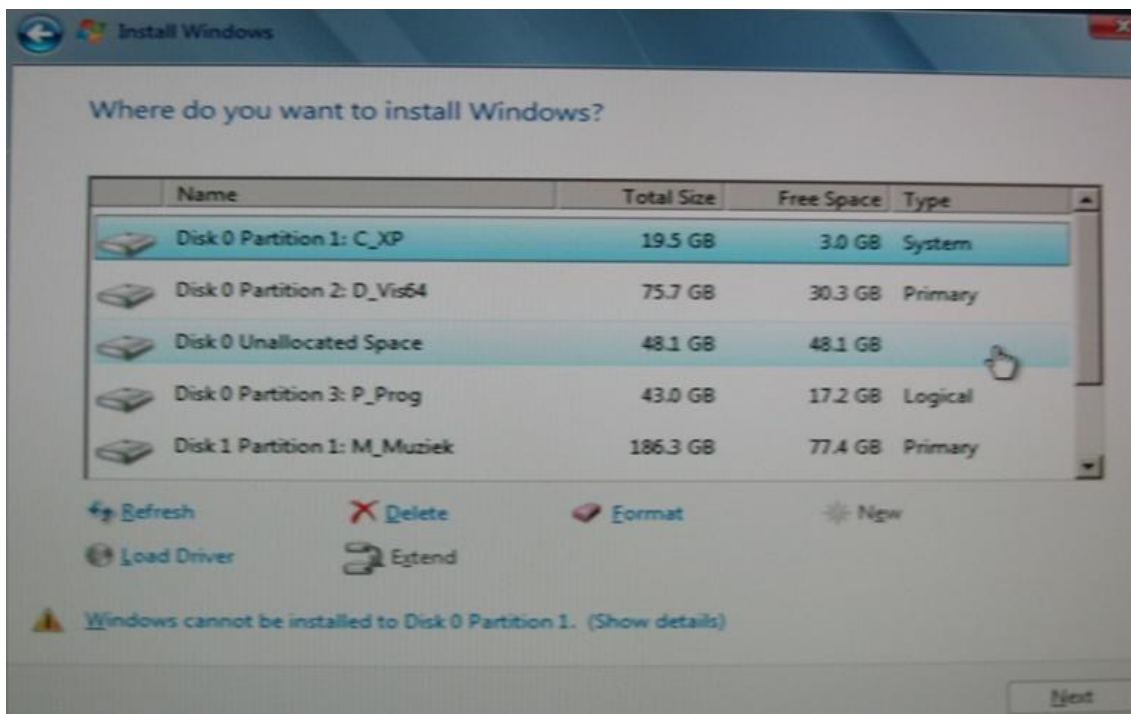 Install Windows
Where do you want to install Windows?
Name Total Size Free Space Type
Disk 0 Partition 1: C_XP 19.5 GB 3.0 GB System
Disk 0 Partition 2: D_Vis64 75.7 GB 30.3 GB Primary
Disk 0 Unallocated Space 48.1 GB 48.1 GB
Disk 0 Partition 3: P_Prog 43.0 GB 17.2 GB Logical
Disk 1 Partition 1: M_Muziek 186.3 GB 77.4 GB Primary
Refresh Delete Format New
Load Driver Extend
Windows cannot be installed to Disk 0 Partition 1. (Show details)
Next